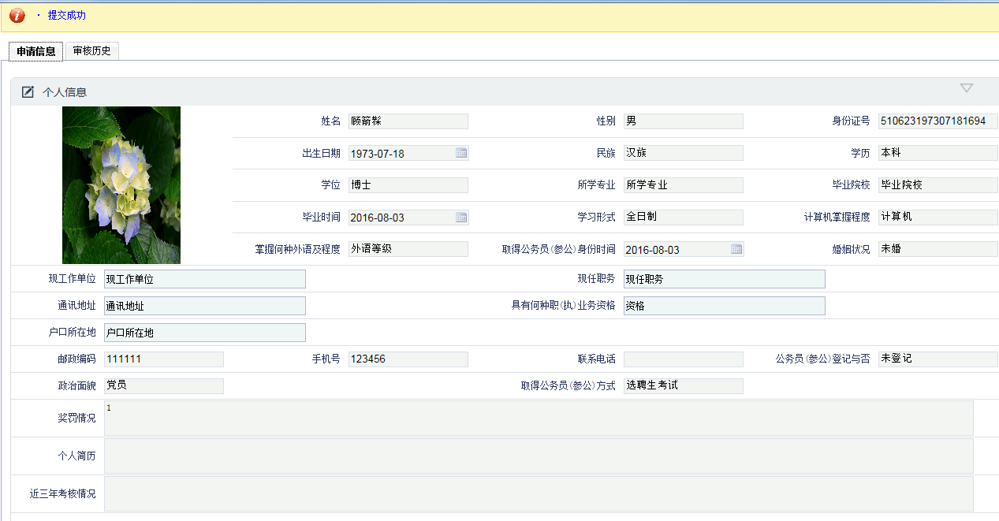 · 提交成功
申请信息 审核历史
个人信息
姓名 顾箭 性别 男 身份证号 510623197307181694
出生日期 1973-07-18 民族 汉族 学历 本科
学位 博士 所学专业 所学专业 毕业院校 毕业院校
毕业时间 2016-08-03 学习形式 全日制 计算机掌握程度 计算机
掌握何种外语及程度 外语等级 取得公务员(参公)身份时间 2016-08-03 婚姻状况 未婚
现工作单位 现工作单位 现任职务 现任职务
通讯地址 通讯地址 具有何种职(执)业务资格 资格
户口所在地 户口所在地
邮政编码 111111 手机号 123456 联系电话 公务员(参公)登记与否 未登记
政治面貌 党员 取得公务员(参公)方式 选聘生考试
奖罚情况 1
个人简历
近三年考核情况